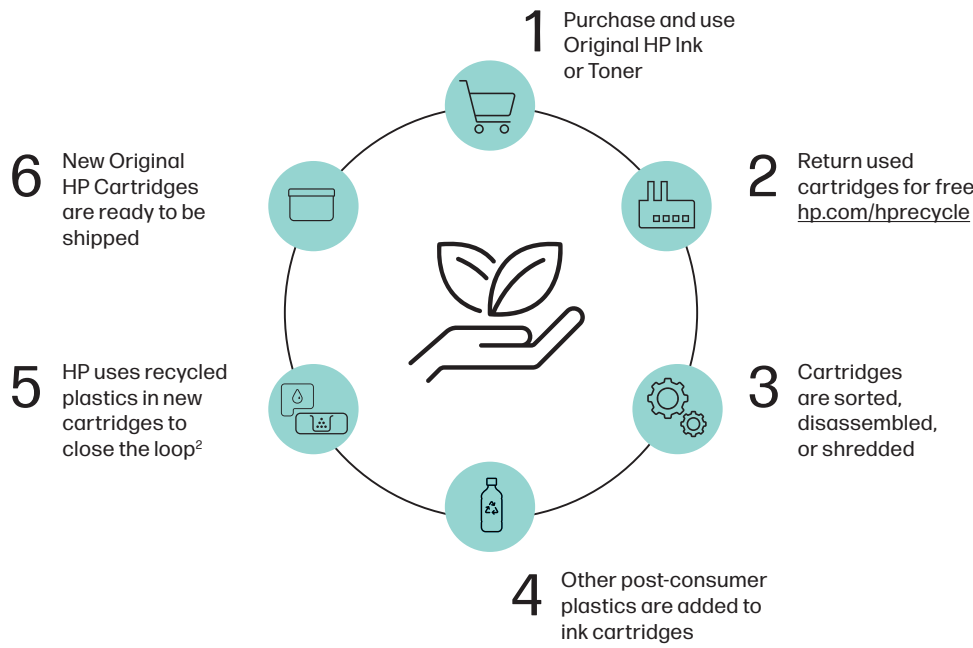 1
Purchase and use
Original HP Ink
or Toner
2
Return used
cartridges for free
hp.com/hprecycle
3
Cartridges
are sorted,
disassembled,
or shredded
4
Other post-consumer
plastics are added to
ink cartridges
5
HP uses recycled
plastics in new
cartridges to
close the loop²
6
New Original
HP Cartridges
are ready to be
shipped